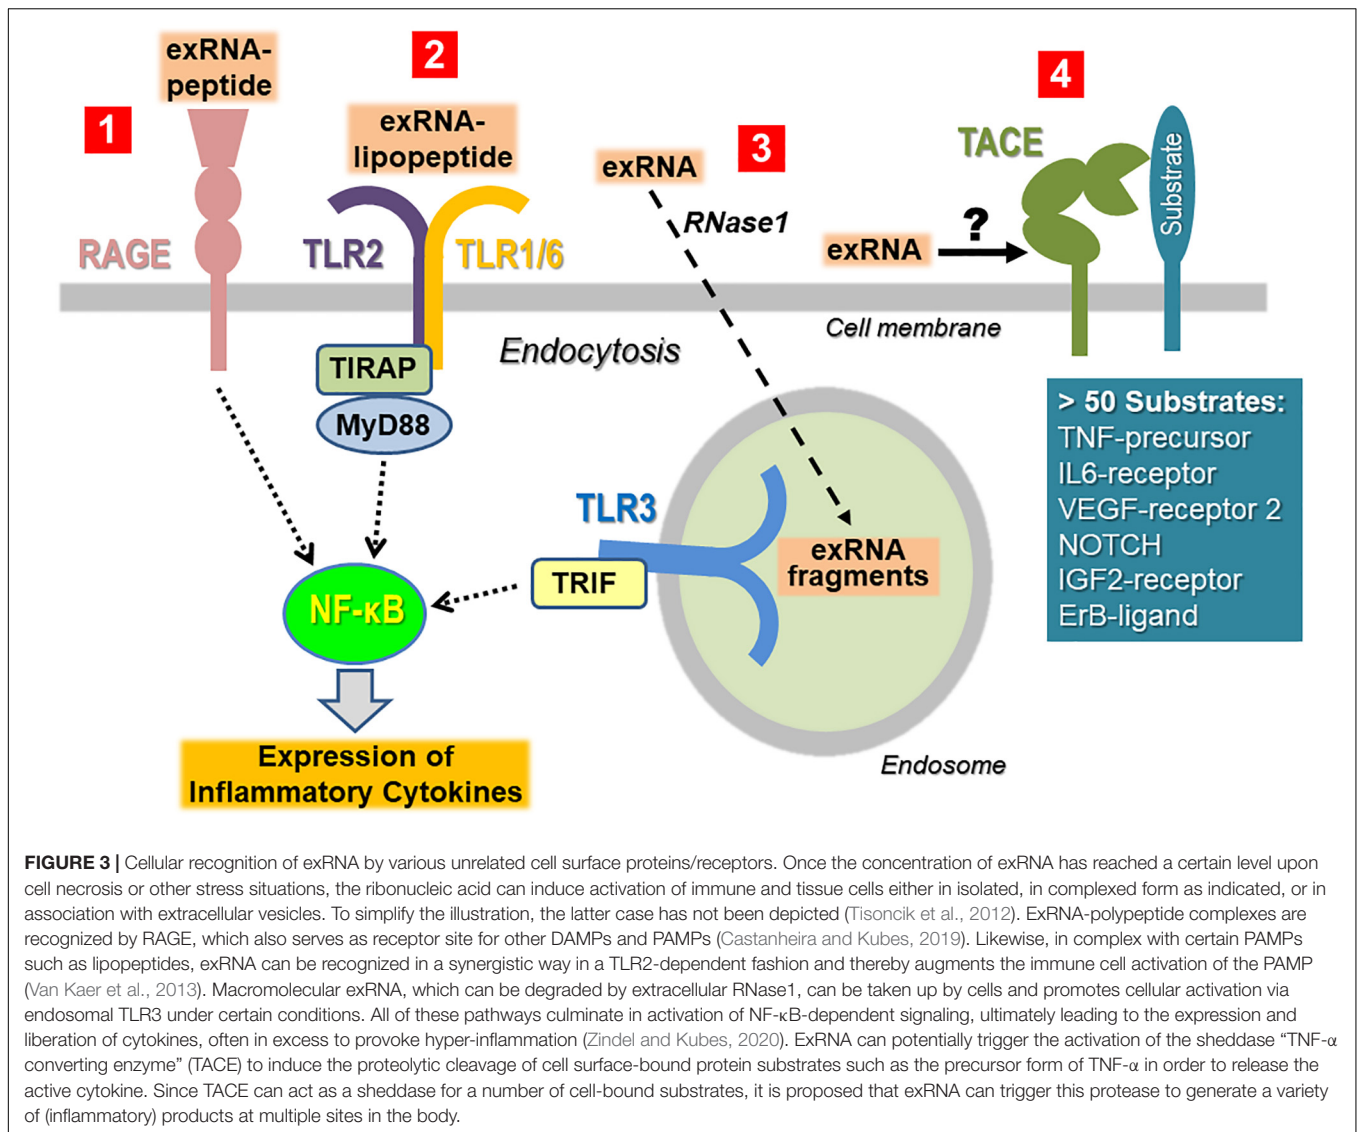 exRNA-
peptide
1
RAGE
2
exRNA-
lipopeptide
TLR2
TLR1/6
TIRAP
MyD88
3
exRNA
RNase1
4
TACE
Substrate
?
exRNA
Cell membrane
Endocytosis
TLR3
TRIF
exRNA
fragments
Endosome
NF-κB
Expression of
Inflammatory Cytokines
> 50 Substrates:
TNF-precursor
IL6-receptor
VEGF-receptor 2
NOTCH
IGF2-receptor
ErB-ligand
FIGURE 3 | Cellular recognition of exRNA by various unrelated cell surface proteins/receptors. Once the concentration of exRNA has reached a certain level upon
cell necrosis or other stress situations, the ribonucleic acid can induce activation of immune and tissue cells either in isolated, in complexed form as indicated, or in
association with extracellular vesicles. To simplify the illustration, the latter case has not been depicted (Tisoncik et al., 2012). ExRNA-polypeptide complexes are
recognized by RAGE, which also serves as receptor site for other DAMPs and PAMPs (Castanheira and Kubes, 2019). Likewise, in complex with certain PAMPs
such as lipopeptides, exRNA can be recognized in a synergistic way in a TLR2-dependent fashion and thereby augments the immune cell activation of the PAMP
(Van Kaer et al., 2013). Macromolecular exRNA, which can be degraded by extracellular RNase1, can be taken up by cells and promotes cellular activation via
endosomal TLR3 under certain conditions. All of these pathways culminate in activation of NF-κB-dependent signaling, ultimately leading to the expression and
liberation of cytokines, often in excess to provoke hyper-inflammation (Zindel and Kubes, 2020). ExRNA can potentially trigger the activation of the sheddase “TNF-α
converting enzyme” (TACE) to induce the proteolytic cleavage of cell surface-bound protein substrates such as the precursor form of TNF-α in order to release the
active cytokine. Since TACE can act as a sheddase for a number of cell-bound substrates, it is proposed that exRNA can trigger this protease to generate a variety
of (inflammatory) products at multiple sites in the body.